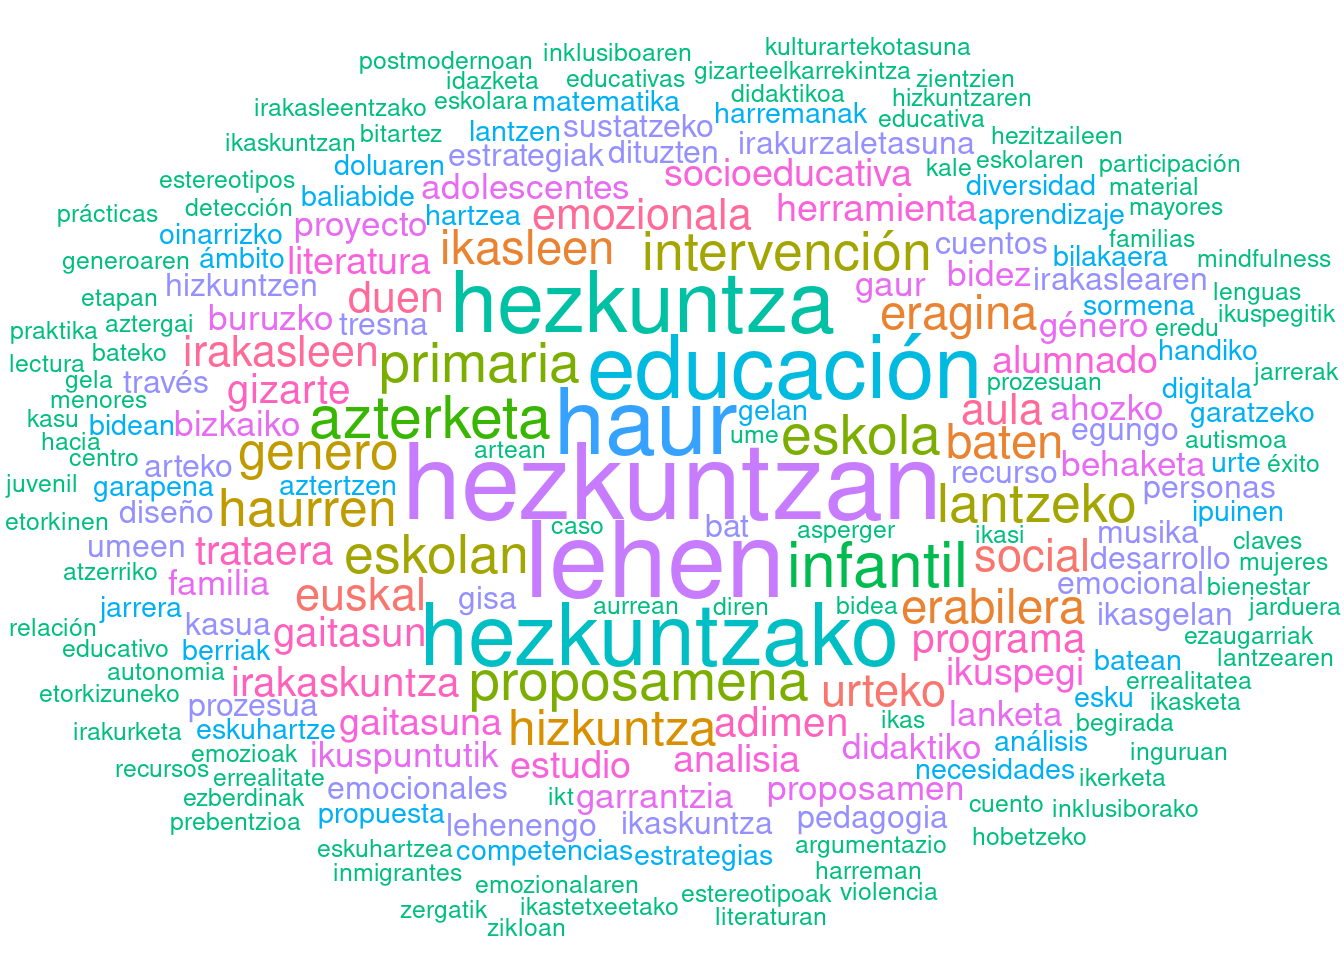 kulturartekotasuna
inklusiboaren
postmodernoan
gizarteelkarrekintza
idazketa
educativas
zientzien
didaktikoa
hizkuntzaren
irakasleentzako
eskolara
matematika
harremanak
educativa
ikaskuntzan
bitartez
lantzen
sustatzeko
irakurzaletasuna
hezitzaileen
doluaren
estrategiak
dituzten
kale
eskolaren
participación
estereotipos
baliabide
adolescentes
socioeducativa
diversidad
material
prácticas
detección
proyecto
hartzea
emozionala
herramienta
aprendizaje
mayores
oinarrizko
ikasleen
intervención
cuentos
familias
generoaren
ámbito
literatura
bilakaera
mindfulness
hizkuntzen
duen
hezkuntza
gaur
bidez
irakaslearen
lenguas
etapan
buruzko
tresna
eragina
género
sormena
ikuspegitik
praktika
aztergai
eredu
lectura
bateko
irakasleen
primaria
educación
alumnado
handiko
jarrerak
gela
través
gizarte
prozesuan
digitala
menores
kasu
bidean
bizkaiko
azterketa
haur
gelan
aula
ahozko
garatzeko
hacia
genero
artean
ume
eskola
baten
egungo
autismoa
centro
arteko
recurso
behaketa
urte
éxito
juvenil
garapena
aztertzen
hezkuntzan
personas
etorkinen
diseño
haurren
caso
bat
asperger
lantzeko
ikasi
ipuinen
umeen
trataera
eskolan
lehen
infantil
social
musika
claves
atzerriko
familia
desarrollo
mujeres
jarrera
euskal
gisa
aurrean
diren
bidea
erabilera
emocional
bienestar
relación
kasua
gaitasun
hezkuntzako
ikasgelan
jarduera
educativo
berriak
programa
ezaugarriak
autonomia
irakaskuntza
proposamena
urteko
ikuspegi
batean
lantzearen
etorkizuneko
prozesua
esku
errealitatea
ikasketa
irakurketa
eskuhartze
gaitasuna
hizkuntza
adimen
ikas
lanketa
begirada
emozioak
ikuspuntutik
estudio
analisia
didaktiko
análisis
inguruan
recursos
errealitate
necesidades
ikerketa
ezberdinak
emocionales
ikt
garrantzia
proposamen
cuento
inklusiborako
prebentzioa
propuesta
lehenengo
ikaskuntza
pedagogia
hobetzeko
eskuhartzea
competencias
estrategias
argumentazio
inmigrantes
harreman
emozionalaren
estereotipoak
violencia
zergatik
ikastetxeetako
literaturan
zikloan